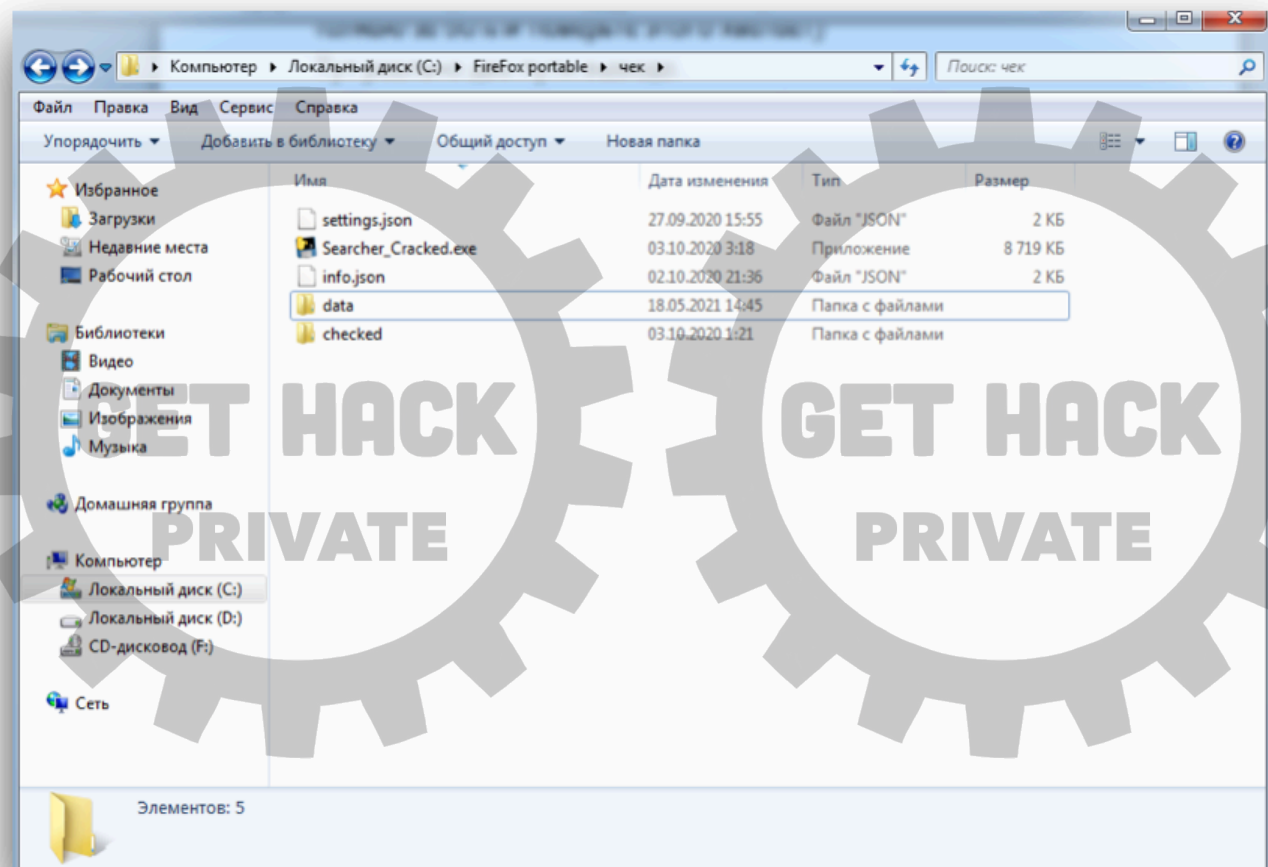 Компьютер ▸ Локальный диск (C:) ▸ FireFox portable ▸ чек ▸
Поиск: чек
Файл Правка Вид Сервис Справка
Упорядочить Добавить в библиотеку Общий доступ Новая папка
Имя Дата изменения Тип Размер
settings.json 27.09.2020 15:55 Файл "JSON" 2 КБ
Searcher_Cracked.exe 03.10.2020 3:18 Приложение 8 719 КБ
info.json 02.10.2020 21:36 Файл "JSON" 2 КБ
data 18.05.2021 14:45 Папка с файлами
checked 03.10.2020 1:21 Папка с файлами
Избранное
Загрузки
Недавние места
Рабочий стол
Библиотеки
Видео
Документы
Изображения
Музыка
Домашняя группа
Компьютер
Локальный диск (C:)
Локальный диск (D:)
CD-дисковод (F:)
Сеть
GET HACK
PRIVATE
GET HACK
PRIVATE
Элементов: 5